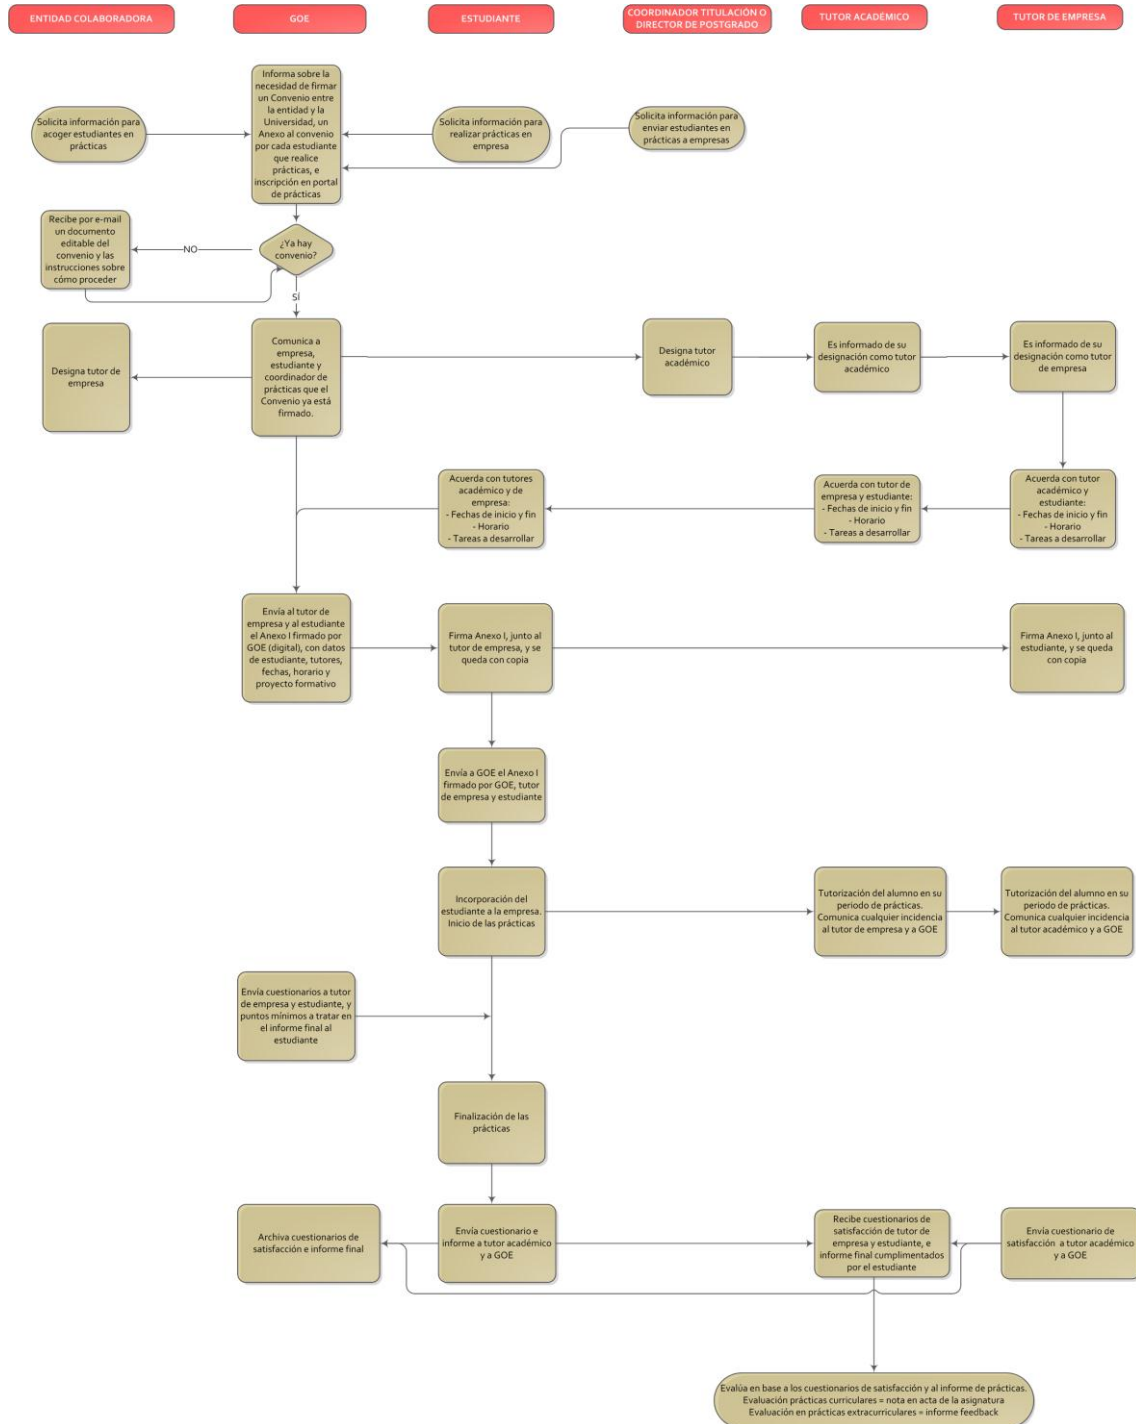 ENTIDAD COLABORADORA
GOE
ESTUDIANTE
COORDINADOR TITULACIÓN O
DIRECTOR DE POSTGRADO
TUTOR ACADÉMICO
TUTOR DE EMPRESA
Solicita información para
acoger estudiantes en
prácticas
Informa sobre la
necesidad de firmar
un Convenio entre
la entidad y la
Universidad, un
Anexo al convenio
por cada estudiante
que realice
prácticas, e
inscripción en portal
de prácticas
Solicita información para
realizar prácticas en
empresa
Solicita información para
enviar estudiantes en
prácticas a empresas
Recibe por e-mail
un documento
editable del
convenio y las
instrucciones sobre
cómo proceder
NO
¿Ya hay
convenio?
SÍ
Designa tutor de
empresa
Comunica a
empresa,
estudiante y
coordinador de
prácticas que el
Convenio ya está
firmado.
Designa tutor
académico
Es informado de su
designación como tutor
académico
Es informado de su
designación como tutor
de empresa
Acuerda con tutores
académico y de
empresa:
- Fechas de inicio y fin
- Horario
- Tareas a desarrollar
Acuerda con tutor de
empresa y estudiante:
- Fechas de inicio y fin
- Horario
- Tareas a desarrollar
Acuerda con tutor
académico y
estudiante:
- Fechas de inicio y fin
- Horario
- Tareas a desarrollar
Envía al tutor de
empresa y al estudiante
el Anexo I firmado por
GOE (digital), con datos
de estudiante, tutores,
fechas, horario y
proyecto formativo
Firma Anexo I, junto al
tutor de empresa, y se
queda con copia
Firma Anexo I, junto al
estudiante, y se queda
con copia
Envía a GOE el Anexo I
firmado por GOE, tutor
de empresa y estudiante
Incorporación del
estudiante a la empresa.
Inicio de las prácticas
Tutorización del alumno en su
periodo de prácticas.
Comunica cualquier incidencia
al tutor de empresa y a GOE
Tutorización del alumno en su
periodo de prácticas.
Comunica cualquier incidencia
al tutor académico y a GOE
Envía cuestionarios a tutor
de empresa y estudiante, y
puntos mínimos a tratar en
el informe final al
estudiante
Finalización de las
prácticas
Archiva cuestionarios de
satisfacción e informe final
Envía cuestionario e
informe a tutor académico
y a GOE
Recibe cuestionarios de
satisfacción de tutor de
empresa y estudiante, e
informe final cumplimentados
por el estudiante
Envía cuestionario de
satisfacción a tutor académico
y a GOE
Evalúa en base a los cuestionarios de satisfacción y al informe de prácticas.
Evaluación prácticas curriculares = nota en acta de la asignatura
Evaluación en prácticas extracurriculares = informe feedback